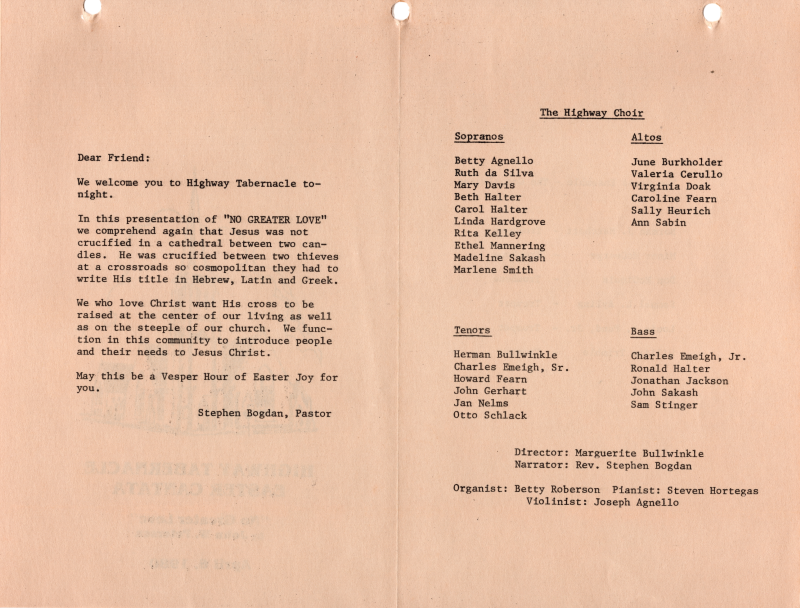 Dear Friend:
We welcome you to Highway Tabernacle to-
night.
In this presentation of "NO GREATER LOVE"
we comprehend again that Jesus was not
crucified in a cathedral between two can-
dles. He was crucified between two thieves
at a crossroads so cosmopolitan they had to
write His title in Hebrew, Latin and Greek.
We who love Christ want His cross to be
raised at the center of our living as well
as on the steeple of our church. We func-
tion in this community to introduce people
and their needs to Jesus Christ.
May this be a Vesper Hour of Easter Joy for
you.
Stephen Bogdan, Pastor
The Highway Choir
Sopranos
Betty Agnello
Ruth da Silva
Mary Davis
Beth Halter
Carol Halter
Linda Hardgrove
Rita Kelley
Ethel Mannering
Madeline Sakash
Marlene Smith
Altos
June Burkholder
Valeria Cerullo
Virginia Doak
Caroline Fearn
Sally Heurich
Ann Sabin
Tenors
Herman Bullwinkle
Charles Emeigh, Sr.
Howard Fearn
John Gerhart
Jan Nelms
Otto Schlack
Bass
Charles Emeigh, Jr.
Ronald Halter
Jonathan Jackson
John Sakash
Sam Stinger
Director: Marguerite Bullwinkle
Narrator: Rev. Stephen Bogdan
Organist: Betty Roberson Pianist: Steven Hortegas
Violinist: Joseph Agnello